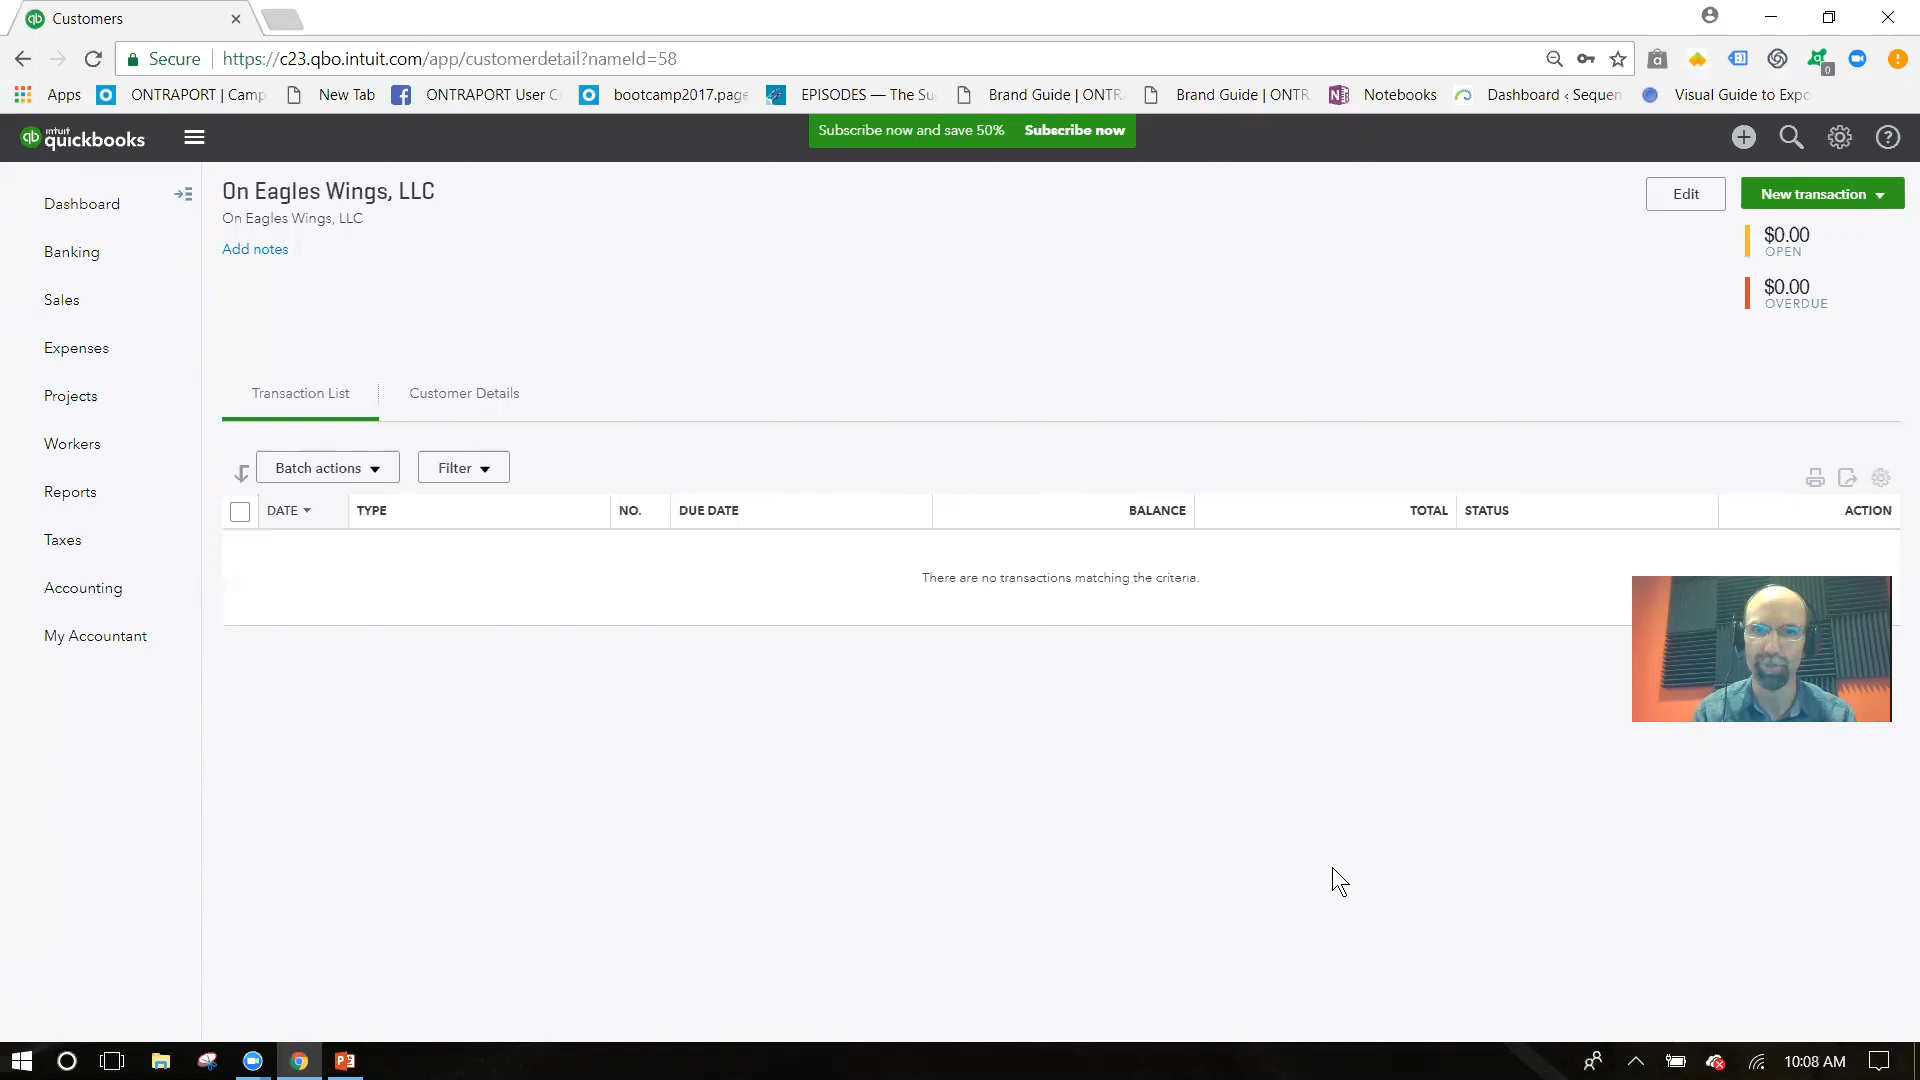 Customers
Secure
https://c23.qbo.intuit.com/app/customerdetail?nameId=58
0
Apps
ONTRAPORT | Camp
New Tab
ONTRAPORT User C
bootcamp2017.page
EPISODES — The Su
Brand Guide | ONTR
Brand Guide | ONTR
Notebooks
Dashboard ‹ Sequen
Visual Guide to Expo
qb intuit quickbooks
Subscribe now and save 50% Subscribe now
Dashboard
Banking
Sales
Expenses
Projects
Workers
Reports
Taxes
Accounting
My Accountant
On Eagles Wings, LLC
On Eagles Wings, LLC
Add notes
Edit
New transaction
$0.00
OPEN
$0.00
OVERDUE
Transaction List
Customer Details
Batch actions
Filter
DATE
TYPE
NO.
DUE DATE
BALANCE
TOTAL
STATUS
ACTION
There are no transactions matching the criteria.
10:08 AM